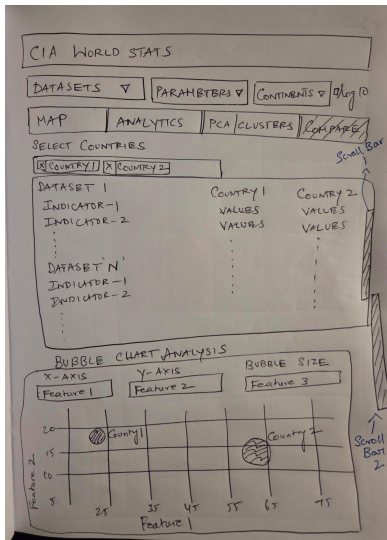 CIA WORLD STATS
DATASETS ▽ PARAMETERS ▽ CONTINENTS ▽ Log 10
MAP ANALYTICS PCA/CLUSTERS COMPARE
SELECT COUNTRIES
Scroll Bar 1
X COUNTRY 1 X COUNTRY 2
DATASET 1 Country 1 Country 2
INDICATOR-1 VALUES VALUES
INDICATOR-2 VALUES VALUES
DATASET 'N'
INDICATOR-1
INDICATOR-2
BUBBLE CHART ANALYSIS
X-AXIS Y-AXIS BUBBLE SIZE
Feature 1 Feature 2 Feature 3
20 Country 1 Country 2
15
10
5
Feature 2
25 35 45 55 65 75
Feature 1
Scroll Bar 2